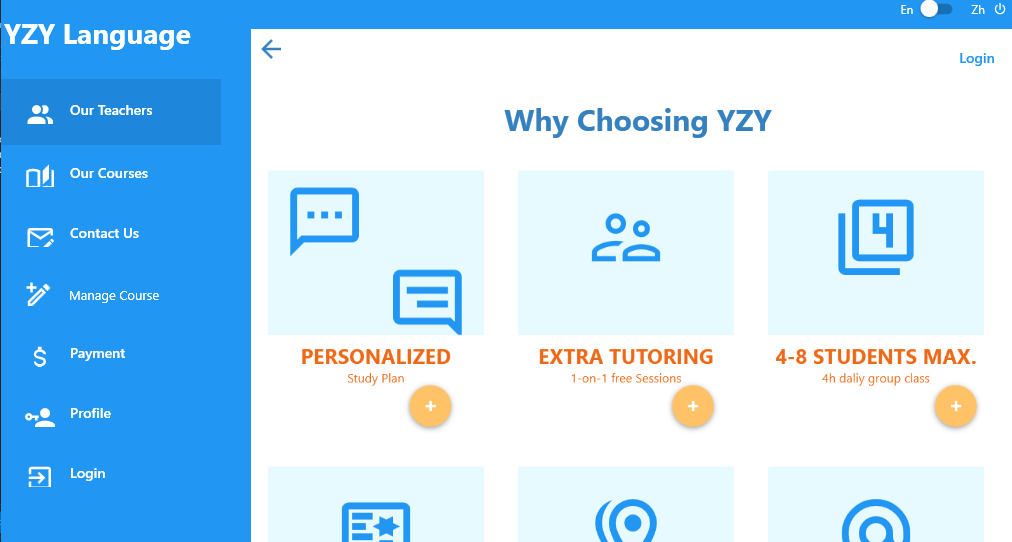 En
Zh
YZY Language
Login
Our Teachers
Our Courses
Contact Us
Manage Course
Payment
Profile
Login
Why Choosing YZY
4
PERSONALIZED
Study Plan
+
EXTRA TUTORING
1-on-1 free Sessions
+
4-8 STUDENTS MAX.
4h daliy group class
+